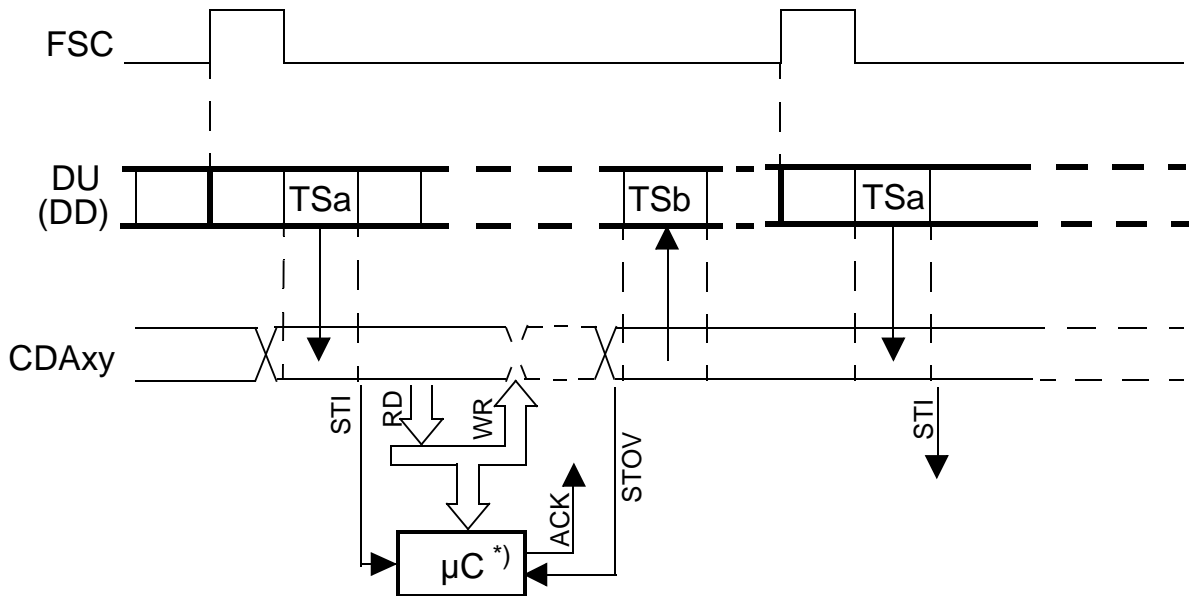 FSC
DU
(DD)
TSa
TSb
TSa
CDAxy
STI
RD
WR
ACK
STOV
STI
µC *)